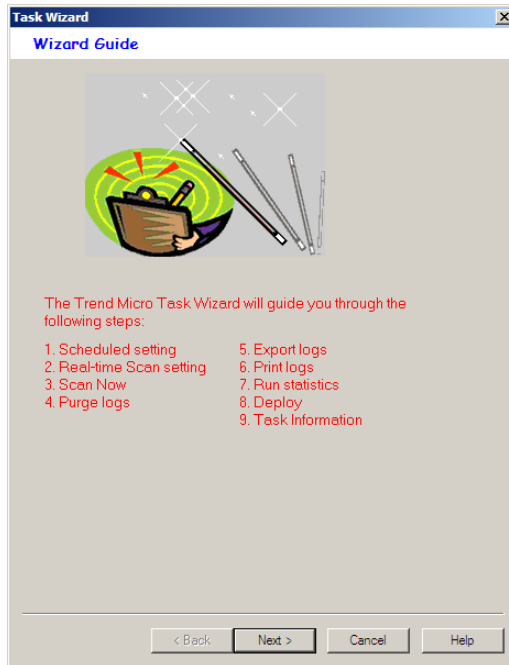 Task Wizard
Wizard Guide
The Trend Micro Task Wizard will guide you through the
following steps:
1. Scheduled setting
2. Real-time Scan setting
3. Scan Now
4. Purge logs
5. Export logs
6. Print logs
7. Run statistics
8. Deploy
9. Task Information
< Back
Next >
Cancel
Help